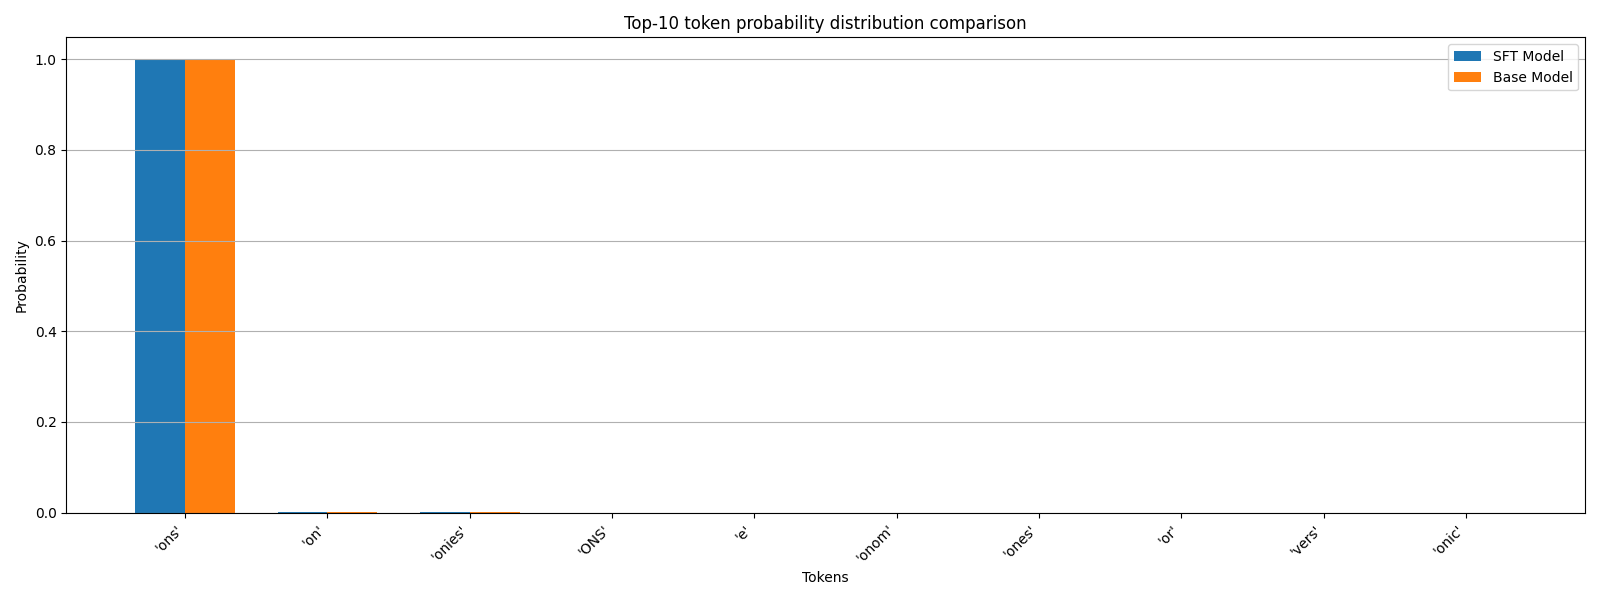 Top-10 token probability distribution comparison
SFT Model
Base Model
1.0
0.8
0.6
0.4
0.2
0.0
Probability
'ons'
'on'
'onies'
'ONS'
'e'
'onom'
'ones'
'or'
'vers'
'onic'
Tokens